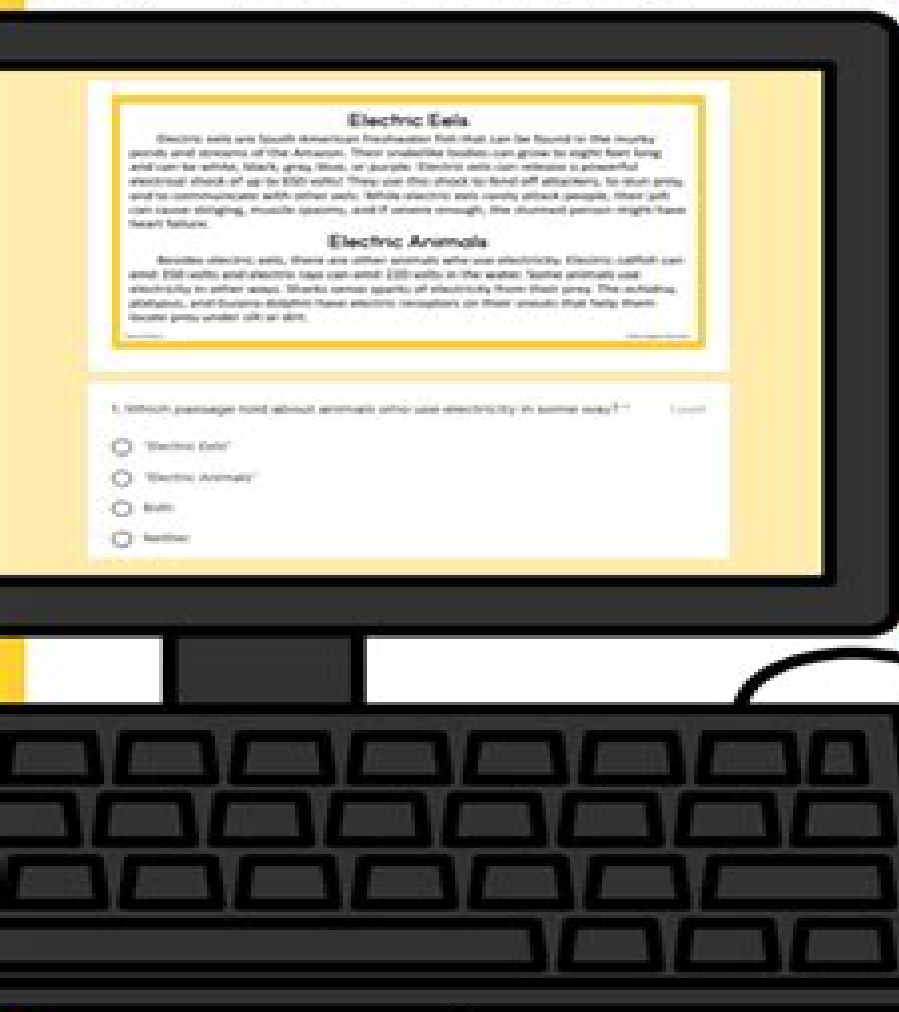 Electric Eels
Electric eels are South American freshwater fish that can be found in the murky
ponds and streams of the Amazon. Their snakelike bodies can grow to eight feet long
and can be white, black, gray, blue, or purple. Electric eels can release a powerful
electrical shock of up to 650 volts! They use this shock to fend off attackers, to stun prey,
and to communicate with other eels. While electric eels rarely attack people, their jolt
can cause stinging, muscle spasms, and if severe enough, the stunned person might have
heart failure.
Electric Animals
Besides electric eels, there are other animals who use electricity. Electric catfish can
emit 350 volts and electric rays can emit 220 volts in the water. Some animals use
electricity in other ways. Sharks sense sparks of electricity from their prey. The echidna,
platypus, and Guiana dolphin have electric receptors on their snouts that help them
locate prey under silt or dirt.
1. Which passage told about animals who use electricity in some way? *
1 point
"Electric Eels"
"Electric Animals"
Both
Neither